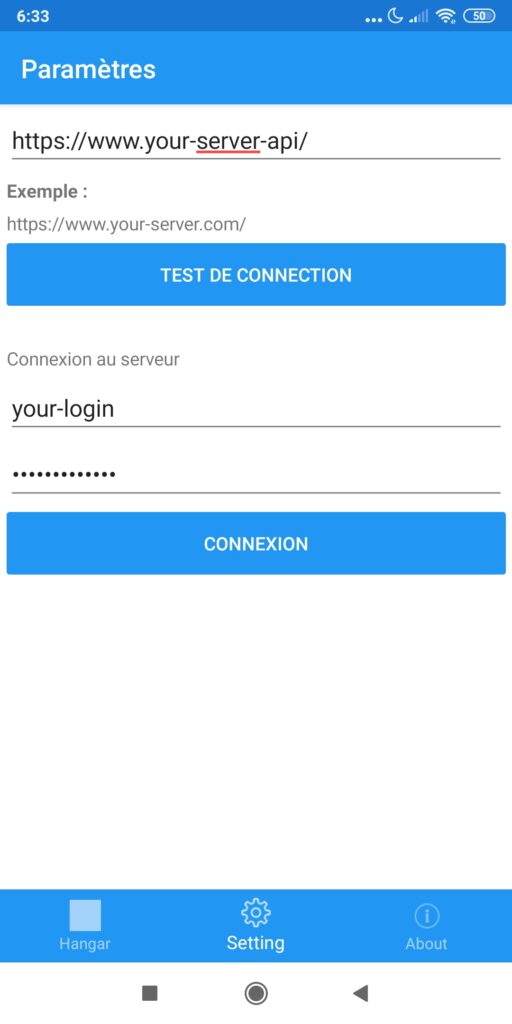 6:33
50
Paramètres
https://www.your-server-api/
Exemple :
https://www.your-server.com/
TEST DE CONNECTION
Connexion au serveur
your-login
•••••••••••••
CONNEXION
Hangar
Setting
About